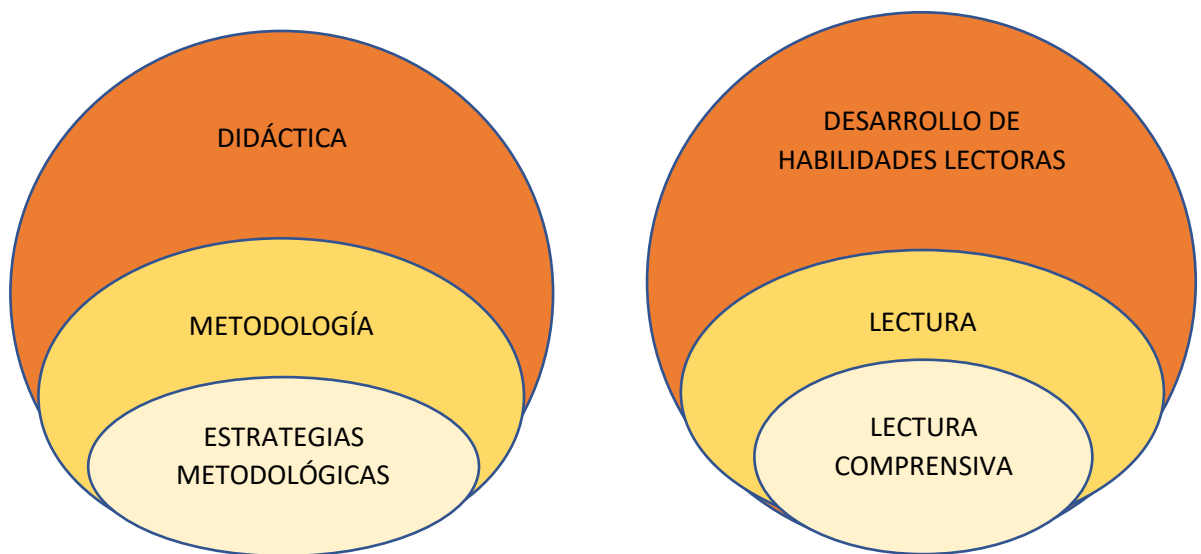 DIDÁCTICA
METODOLOGÍA
ESTRATEGIAS
METODOLÓGICAS
DESARROLLO DE
HABILIDADES LECTORAS
LECTURA
LECTURA
COMPRENSIVA